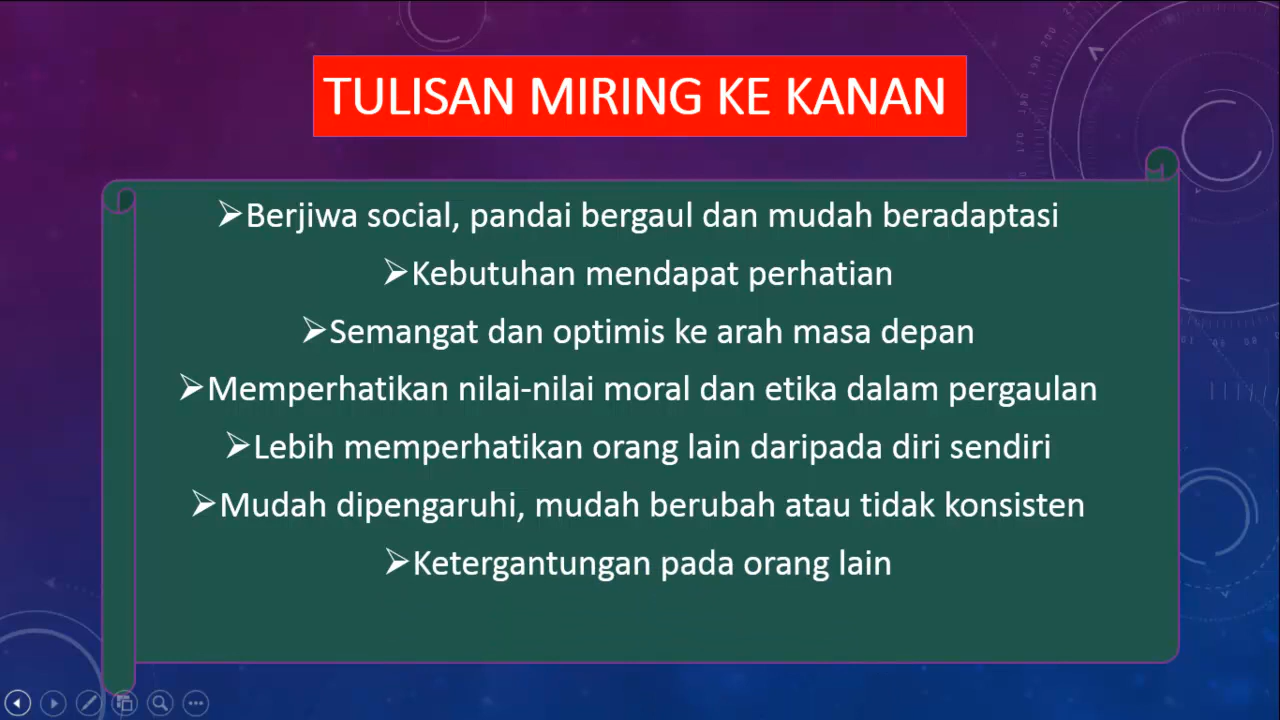 TULISAN MIRING KE KANAN
➢Berjiwa social, pandai bergaul dan mudah beradaptasi
➢Kebutuhan mendapat perhatian
➢Semangat dan optimis ke arah masa depan
➢Memperhatikan nilai-nilai moral dan etika dalam pergaulan
➢Lebih memperhatikan orang lain daripada diri sendiri
➢Mudah dipengaruhi, mudah berubah atau tidak konsisten
➢Ketergantungan pada orang lain